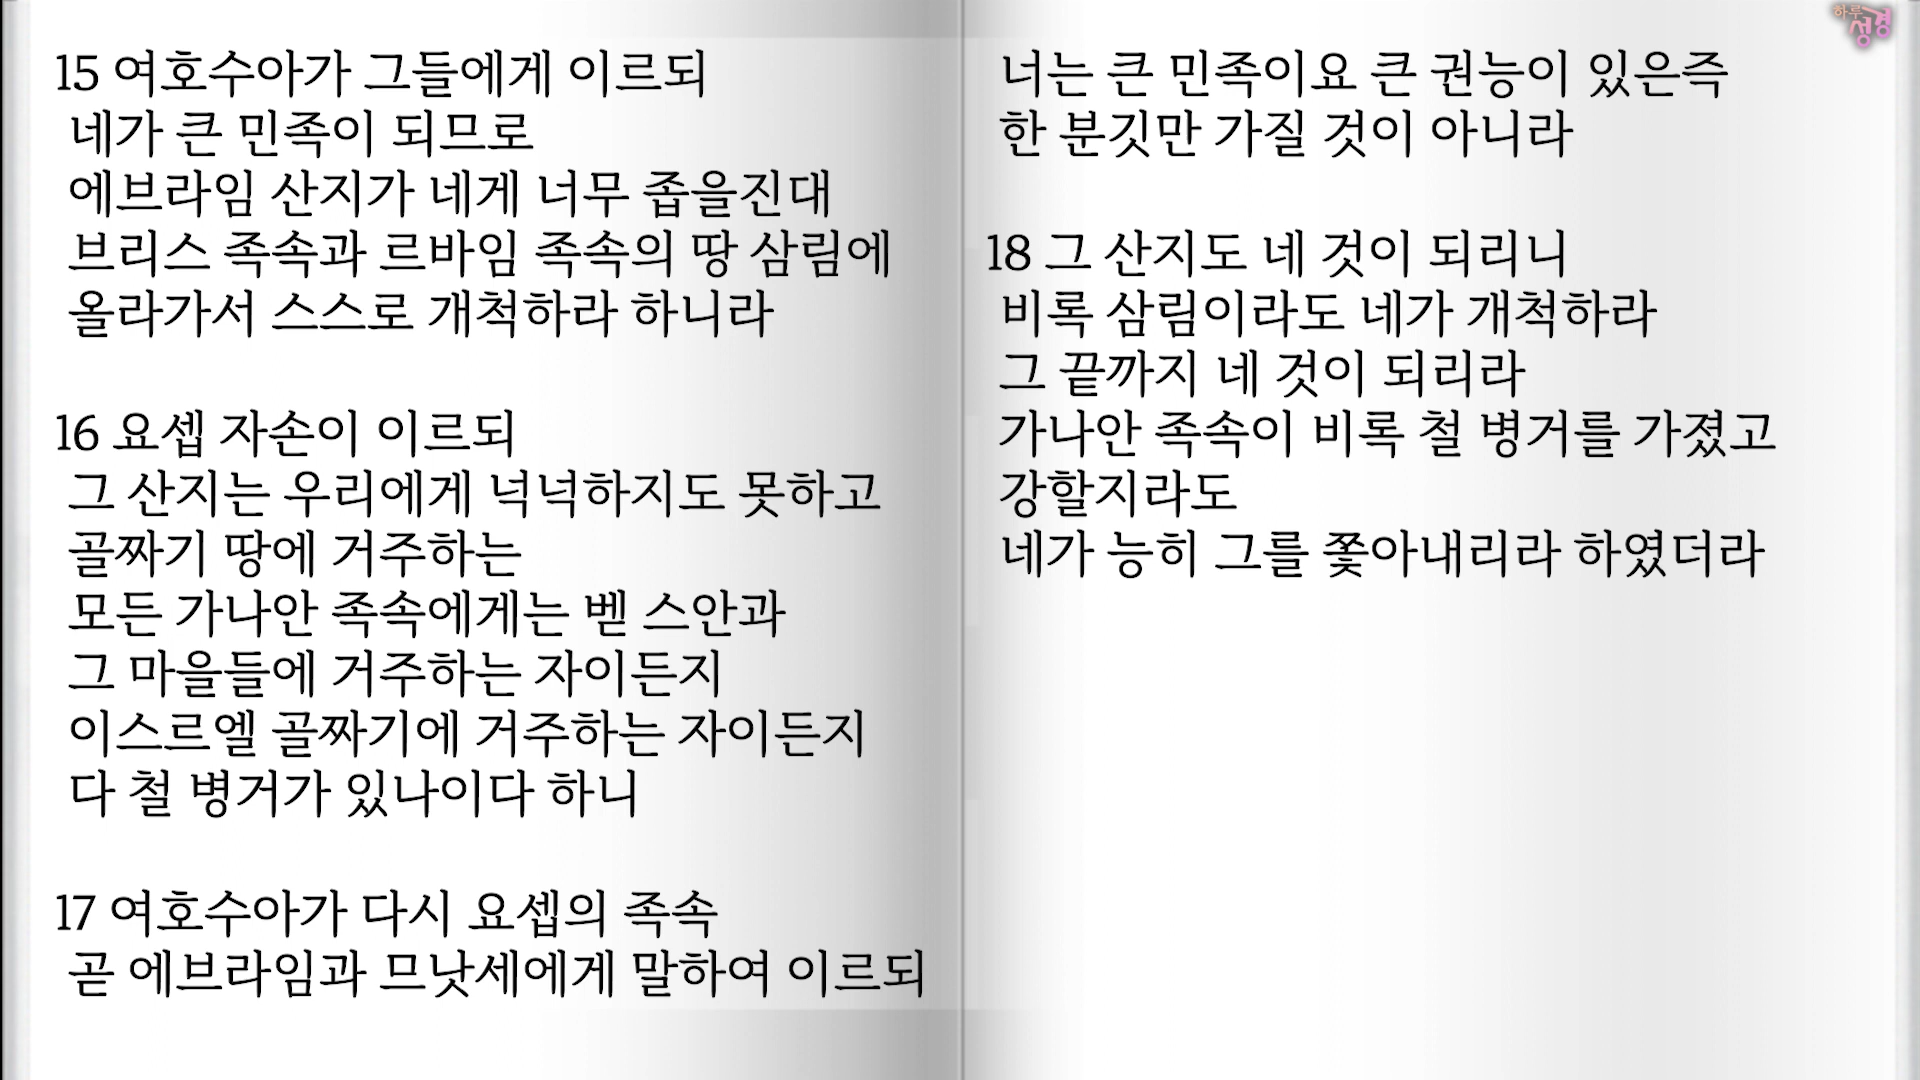 15 여호수아가 그들에게 이르되
네가 큰 민족이 되므로
에브라임 산지가 네게 너무 좁을진대
브리스 족속과 르바임 족속의 땅 삼림에
올라가서 스스로 개척하라 하니라
16 요셉 자손이 이르되
그 산지는 우리에게 넉넉하지도 못하고
골짜기 땅에 거주하는
모든 가나안 족속에게는 벧 스안과
그 마을들에 거주하는 자이든지
이스르엘 골짜기에 거주하는 자이든지
다 철 병거가 있나이다 하니
17 여호수아가 다시 요셉의 족속
곧 에브라임과 므낫세에게 말하여 이르되
너는 큰 민족이요 큰 권능이 있은즉
한 분깃만 가질 것이 아니라
18 그 산지도 네 것이 되리니
비록 삼림이라도 네가 개척하라
그 끝까지 네 것이 되리라
가나안 족속이 비록 철 병거를 가졌고
강할지라도
네가 능히 그를 쫓아내리라 하였더라
하루
성경